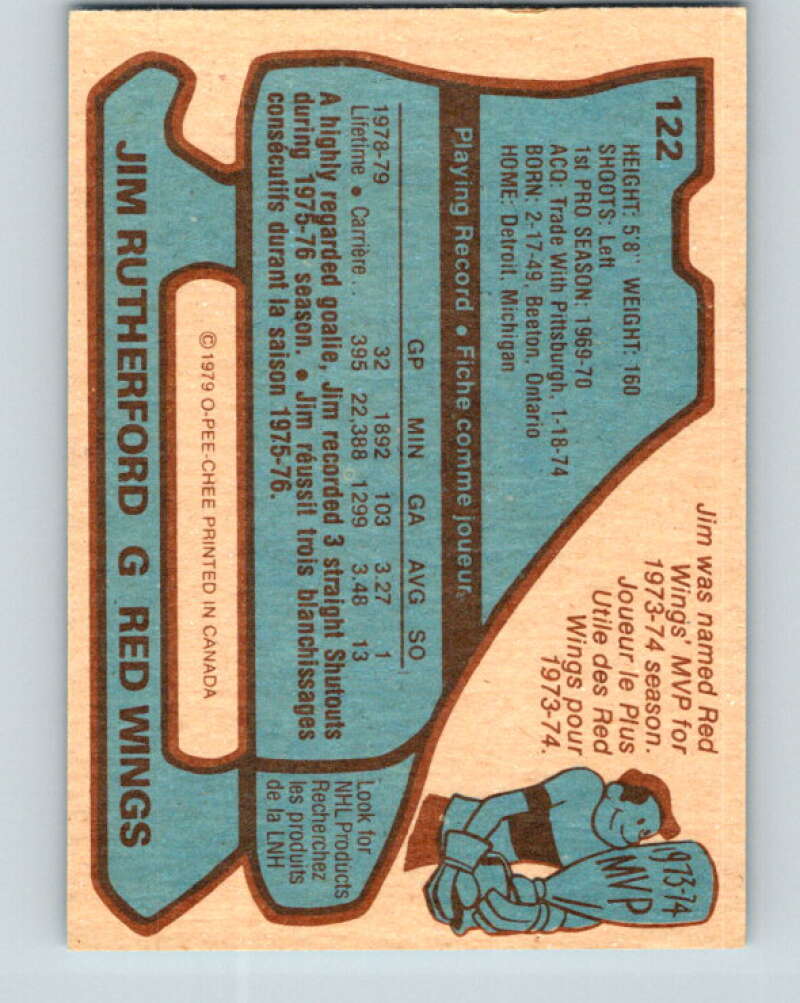 122
HEIGHT: 5'8" WEIGHT: 160
SHOOTS: Left
1st PRO SEASON: 1969-70
ACQ: Trade With Pittsburgh, 1-18-74
BORN: 2-17-49, Beeton, Ontario
HOME: Detroit, Michigan
Playing Record • Fiche comme joueur
GP MIN GA AVG SO
1978-79 32 1892 103 3.27 1
Lifetime • Carrière . . 395 22,388 1299 3.48 13
A highly regarded goalie, Jim recorded 3 straight Shutouts
during 1975-76 season. • Jim réussit trois blanchissages
consécutifs durant la saison 1975-76.
Jim was named Red
Wings' MVP for
1973-74 season.
Joueur le Plus
Utile des Red
Wings pour
1973-74.
1973-74
MVP
Look for
NHL Products
Recherchez
les produits
de la LNH
©1979 O-PEE-CHEE PRINTED IN CANADA
JIM RUTHERFORD G RED WINGS